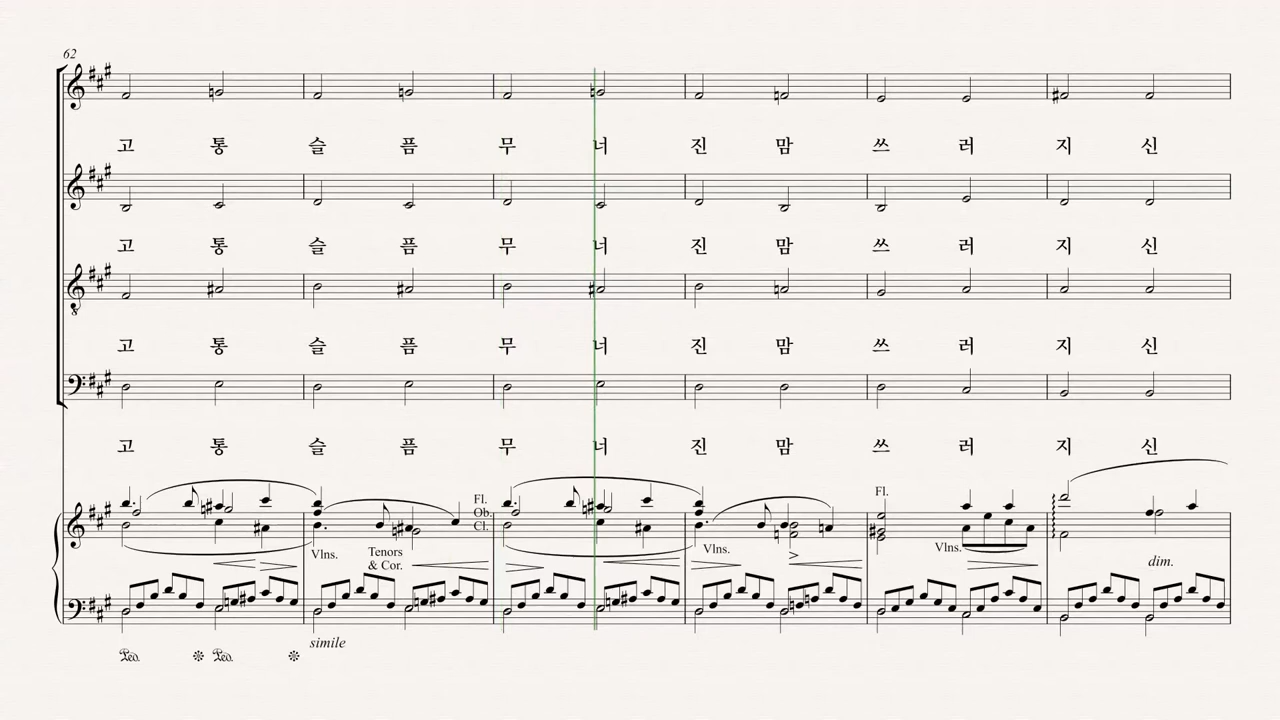 62
고 통 슬 픔 무 너 진 맘 쓰 러 지 신
고 통 슬 픔 무 너 진 맘 쓰 러 지 신
고 통 슬 픔 무 너 진 맘 쓰 러 지 신
고 통 슬 픔 무 너 진 맘 쓰 러 지 신
Fl.
Ob.
Cl.
Fl.
Vlns.
Tenors
& Cor.
Vlns.
Vlns.
dim.
simile
Ped. Ped.